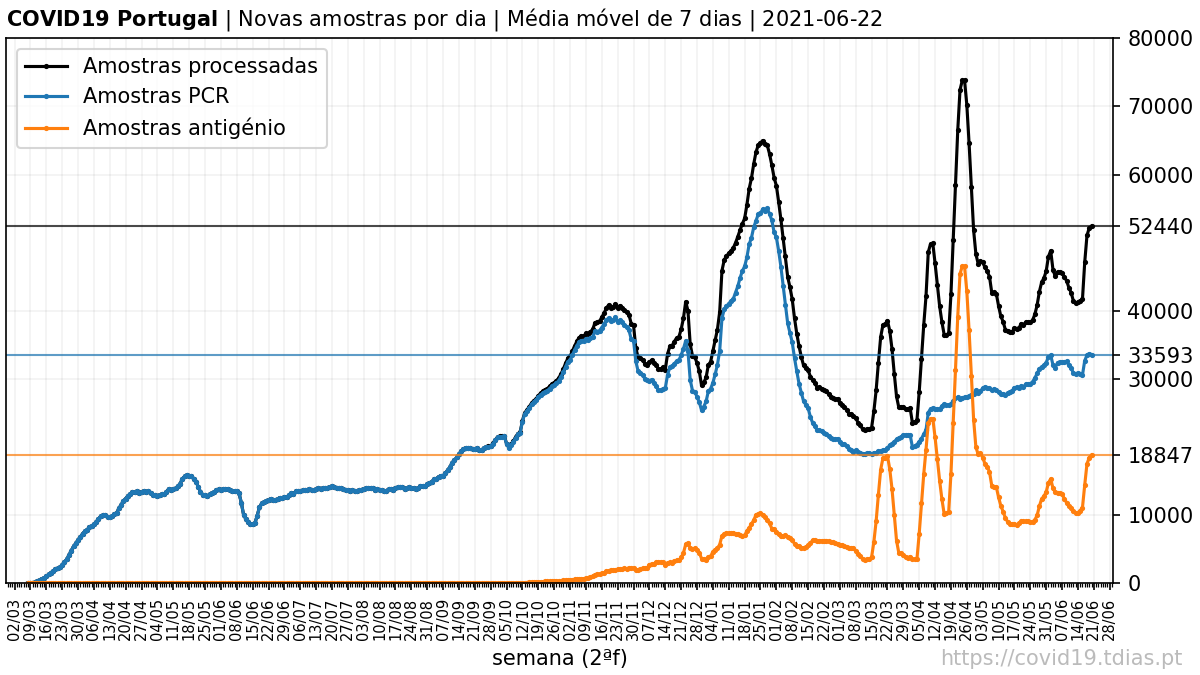 COVID19 Portugal | Novas amostras por dia | Média móvel de 7 dias | 2021-06-22
Amostras processadas
Amostras PCR
Amostras antigénio
80000
70000
60000
52440
40000
33593
30000
18847
10000
0
02/03 09/03 16/03 23/03 30/03 06/04 13/04 20/04 27/04 04/05 11/05 18/05 25/05 01/06 08/06 15/06 22/06 29/06 06/07 13/07 20/07 27/07 03/08 10/08 17/08 24/08 31/08 07/09 14/09 21/09 28/09 05/10 12/10 19/10 26/10 02/11 09/11 16/11 23/11 30/11 07/12 14/12 21/12 28/12 04/01 11/01 18/01 25/01 01/02 08/02 15/02 22/02 01/03 08/03 15/03 22/03 29/03 05/04 12/04 19/04 26/04 03/05 10/05 17/05 24/05 31/05 07/06 14/06 21/06 28/06
semana (2ªf)
https://covid19.tdias.pt